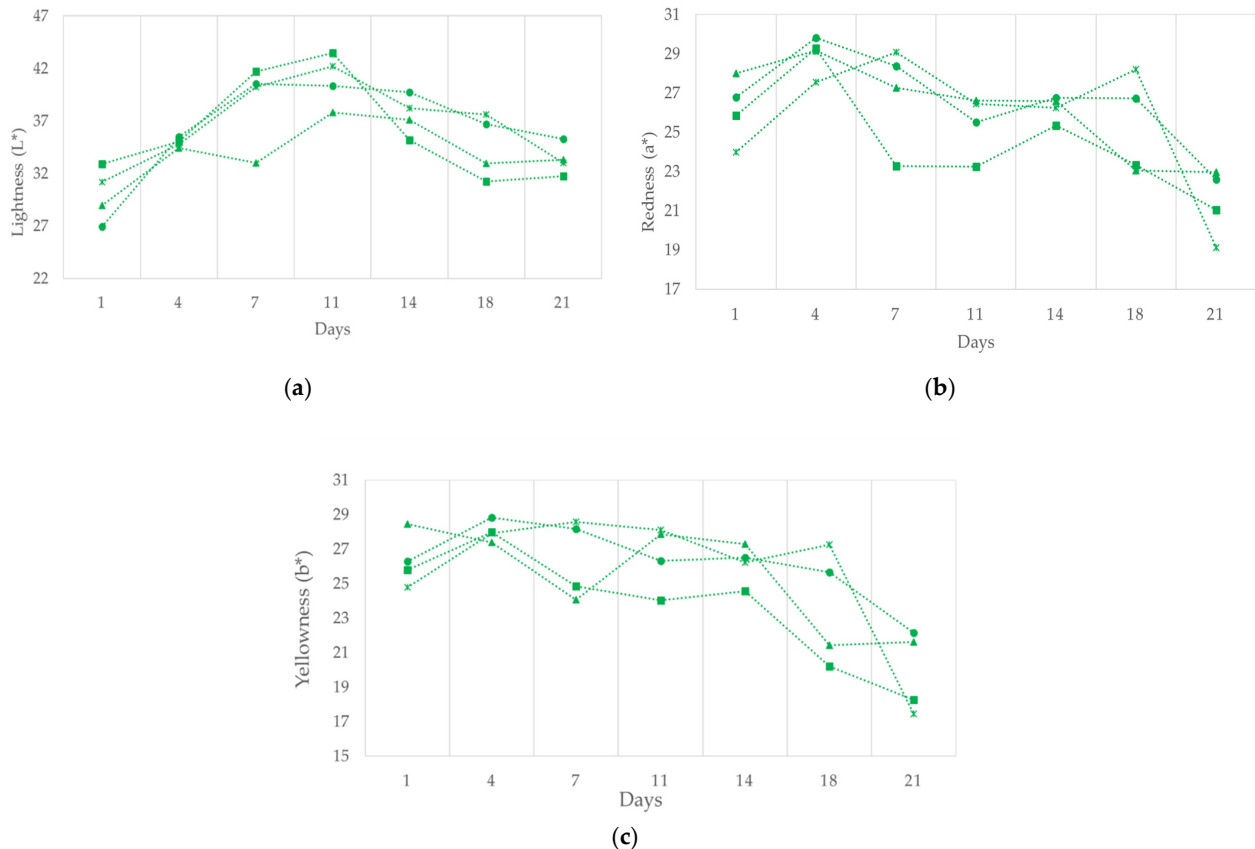 47
42
37
32
27
22
Lightness (L*)
1 4 7 11 14 18 21
Days
(a)
31
29
27
25
23
21
19
17
Redness (a*)
1 4 7 11 14 18 21
Days
(b)
31
29
27
25
23
21
19
17
15
Yellowness (b*)
1 4 7 11 14 18 21
Days
(c)